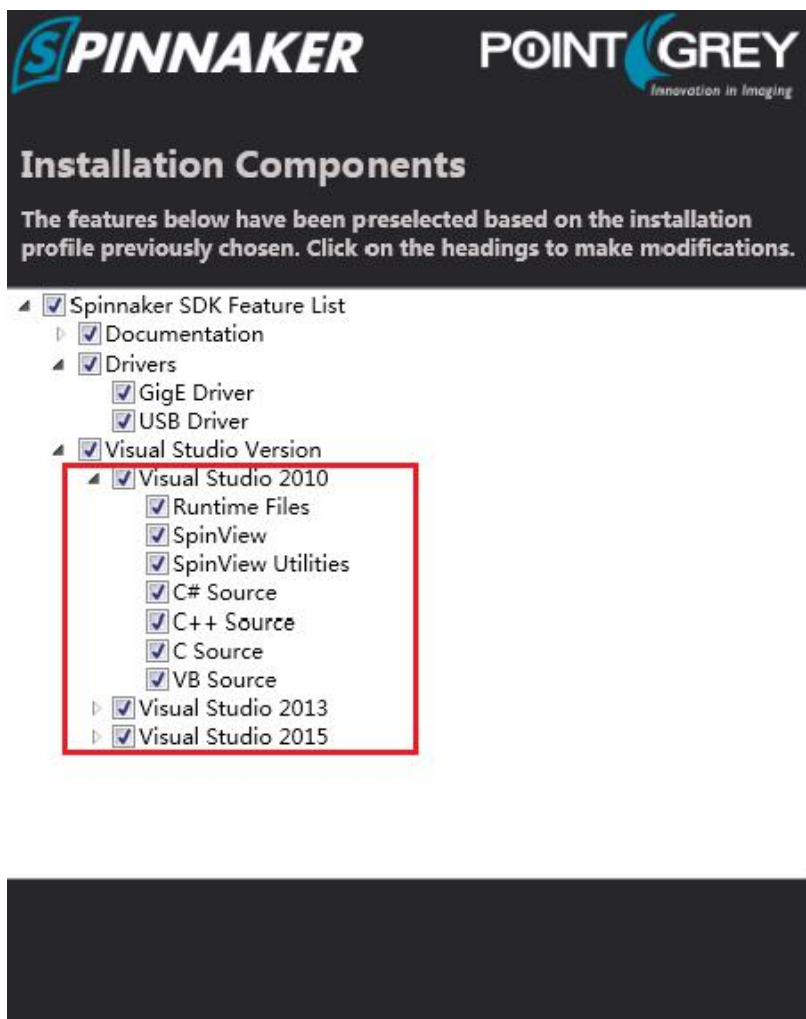 SPINNAKER
POINT GREY
Innovation in Imaging
Installation Components
The features below have been preselected based on the installation
profile previously chosen. Click on the headings to make modifications.
Spinnaker SDK Feature List
Documentation
Drivers
GigE Driver
USB Driver
Visual Studio Version
Visual Studio 2010
Runtime Files
SpinView
SpinView Utilities
C# Source
C++ Source
C Source
VB Source
Visual Studio 2013
Visual Studio 2015